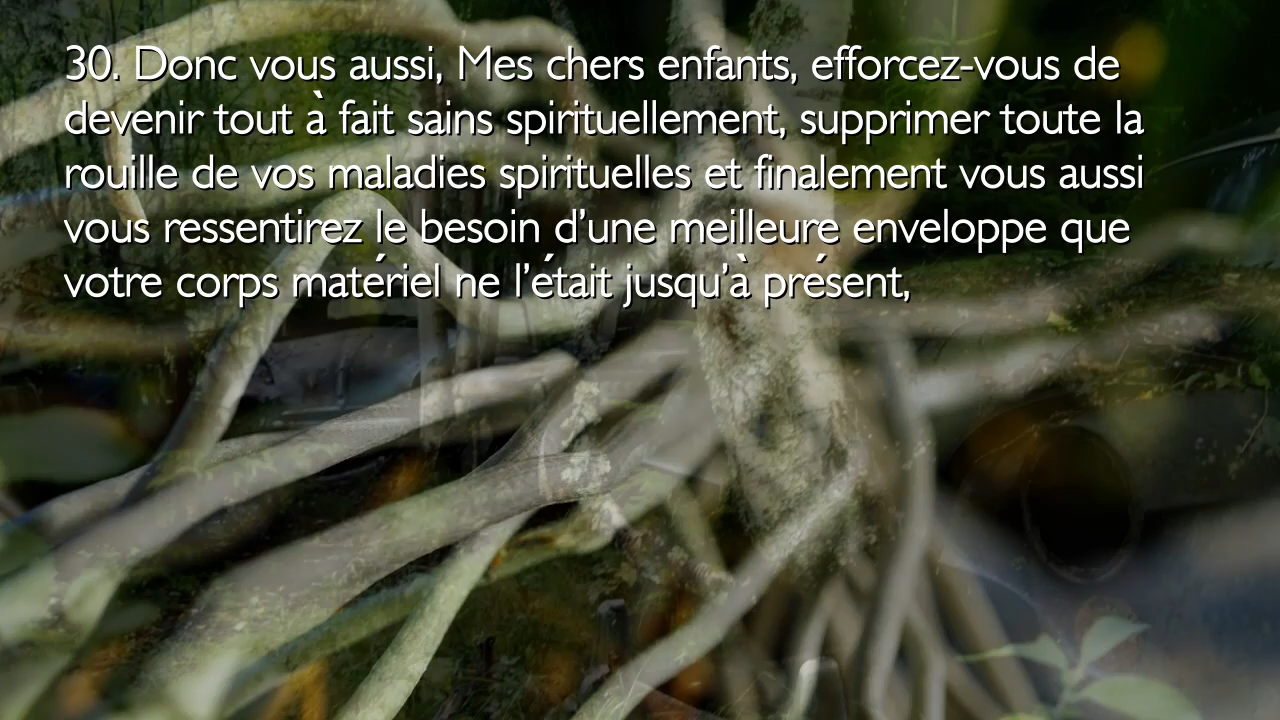 30. Donc vous aussi, Mes chers enfants, efforcez-vous de
devenir tout à fait sains spirituellement, supprimer toute la
rouille de vos maladies spirituelles et finalement vous aussi
vous ressentirez le besoin d’une meilleure enveloppe que
votre corps matériel ne l’était jusqu’à présent,